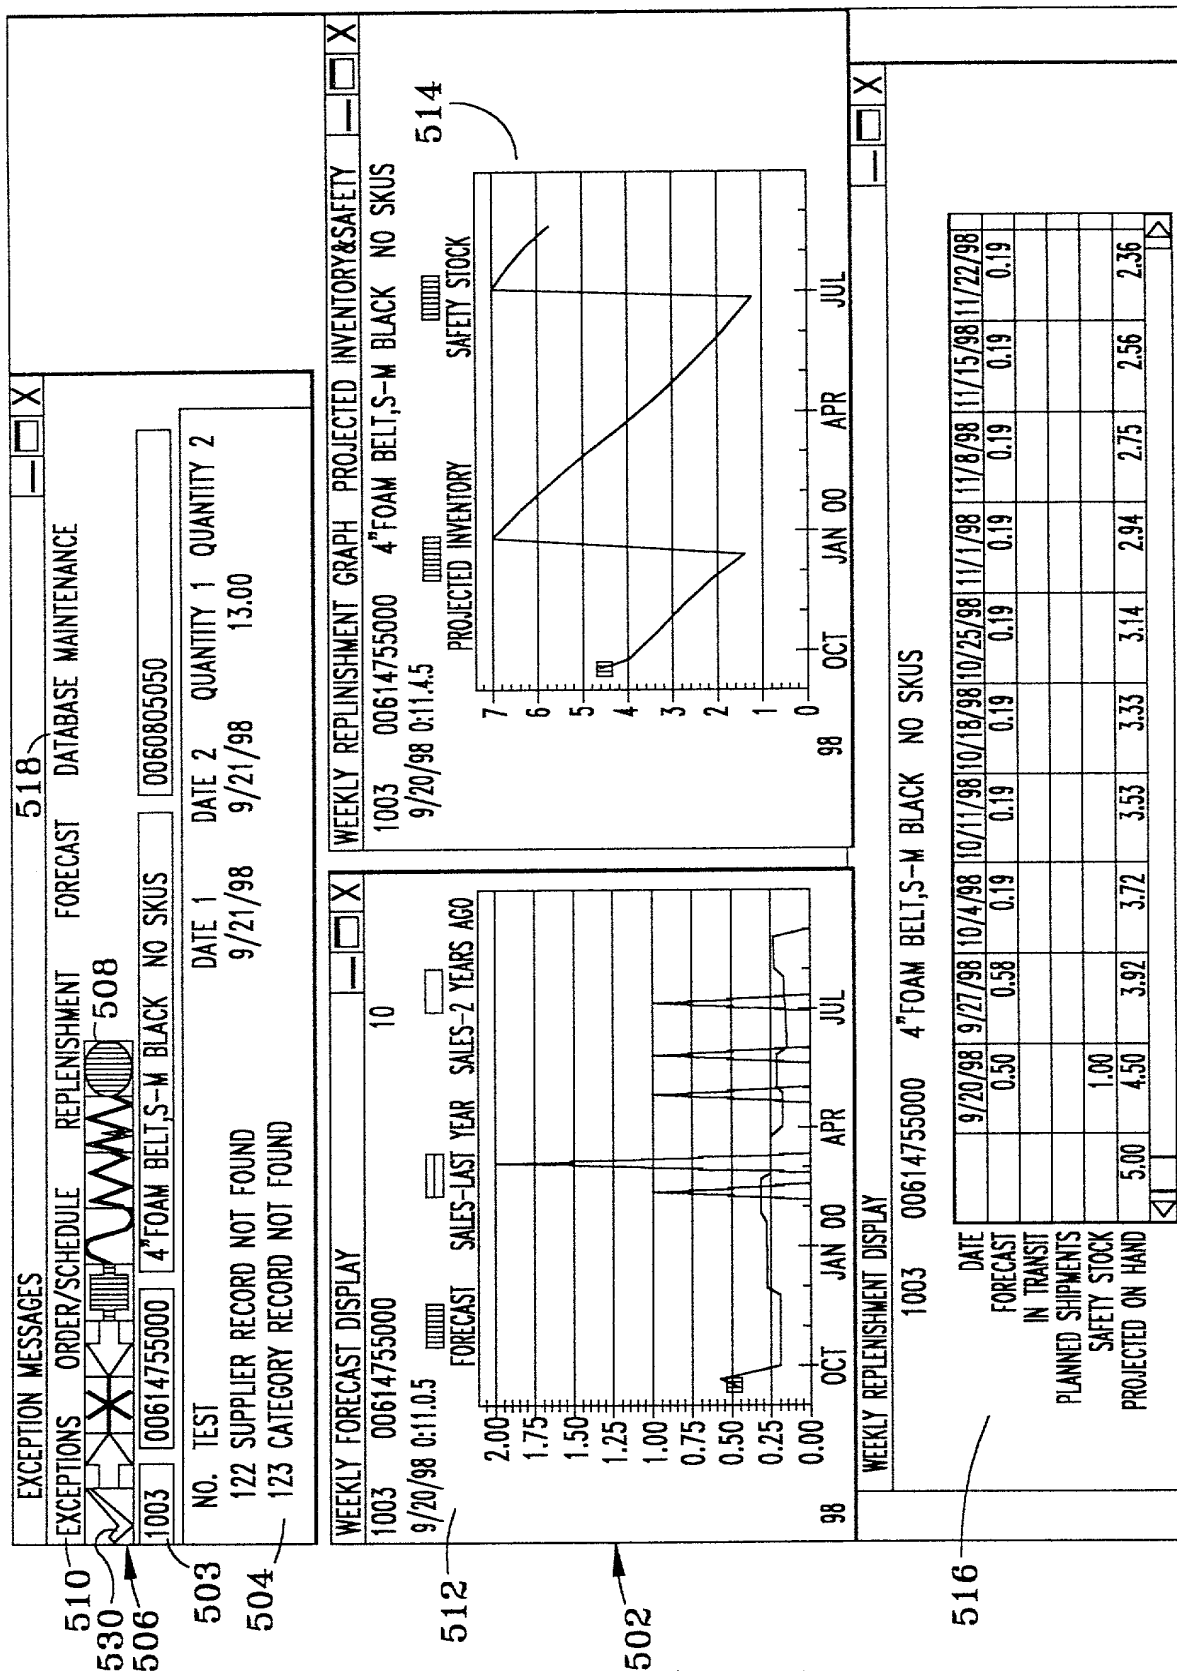 518
EXCEPTION MESSAGES
510 EXCEPTIONS ORDER/SCHEDULE REPLENISHMENT FORECAST DATABASE MAINTENANCE
530
508
506
1003 00614755000 4"FOAM BELT,S-M BLACK NO SKUS 0060805050
503
NO. TEST DATE 1 DATE 2 QUANTITY 1 QUANTITY 2
122 SUPPLIER RECORD NOT FOUND 9/21/98 9/21/98 13.00
123 CATEGORY RECORD NOT FOUND
504
WEEKLY FORECAST DISPLAY
1003 00614755000 10
9/20/98 0:11.0.5
512
FORECAST SALES-LAST YEAR SALES-2 YEARS AGO
2.00
1.75
1.50
1.25
1.00
0.75
0.50
0.25
0.00
OCT JAN 00 APR JUL
98
502
WEEKLY REPLINISHMENT GRAPH PROJECTED INVENTORY&SAFETY
1003 00614755000 4"FOAM BELT,S-M BLACK NO SKUS
9/20/98 0:11.4.5
514
PROJECTED INVENTORY SAFETY STOCK
7
6
5
4
3
2
1
0
OCT JAN 00 APR JUL
98
WEEKLY REPLENISHMENT DISPLAY
1003 00614755000 4"FOAM BELT,S-M BLACK NO SKUS
516
DATE 9/20/98 9/27/98 10/4/98 10/11/98 10/18/98 10/25/98 11/1/98 11/8/98 11/15/98 11/22/98
FORECAST 0.50 0.58 0.19 0.19 0.19 0.19 0.19 0.19 0.19 0.19
IN TRANSIT
PLANNED SHIPMENTS
SAFETY STOCK 1.00
PROJECTED ON HAND 5.00 4.50 3.92 3.72 3.53 3.33 3.14 2.94 2.75 2.56 2.36